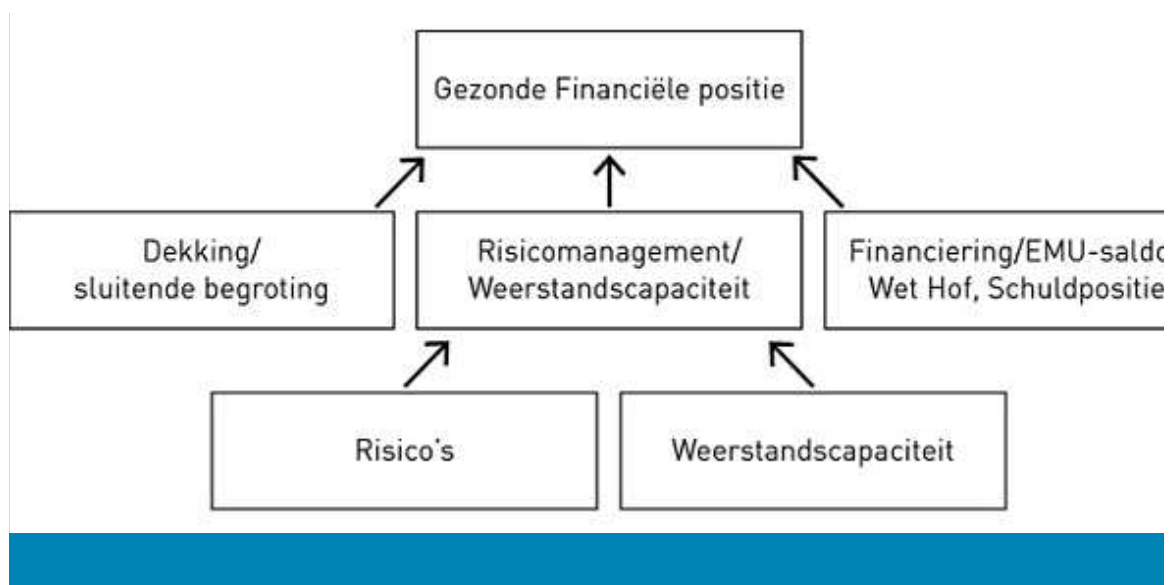 Gezonde Financiële positie
Dekking/
sluitende begroting
Risicomanagement/
Weerstandscapaciteit
Financiering/EMU-saldo
Wet Hof, Schuldpositie
Risico's
Weerstandscapaciteit